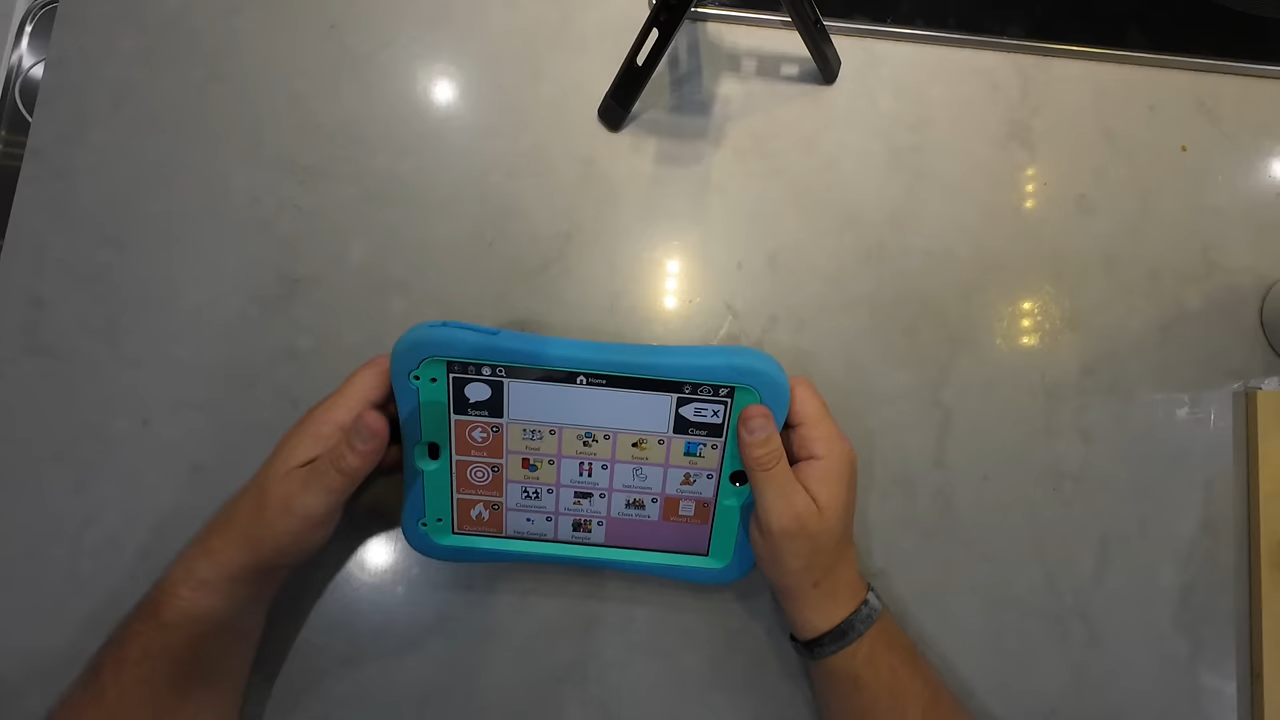 Home
Speak
Clear
Back
Food
Leisure
Snack
Go
Core Words
Drink
Greetings
bathroom
Opinions
QuickFires
Classroom
Health Class
Class Work
Word Lists
Hey Google
People